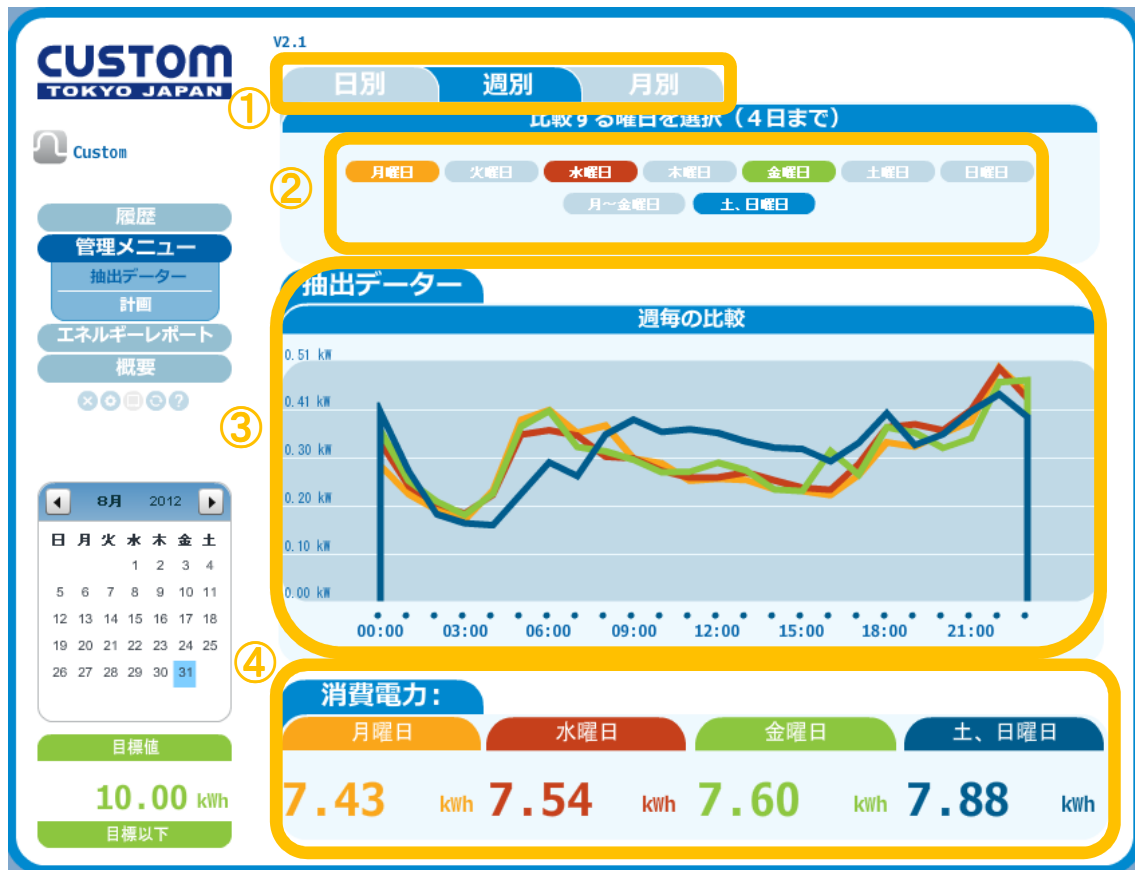 V2.1
CUSTOM
TOKYO JAPAN
Custom
① 日別 週別 月別
比較する曜日を選択（４日まで）
② 月曜日 火曜日 水曜日 木曜日 金曜日 土曜日 日曜日
月〜金曜日 土、日曜日
履歴
管理メニュー
抽出データー
計画
エネルギーレポート
概要
③ 抽出データー
週毎の比較
0.51 kW
0.41 kW
0.30 kW
0.20 kW
0.10 kW
0.00 kW
00:00 03:00 06:00 09:00 12:00 15:00 18:00 21:00
8月 2012
日 月 火 水 木 金 土
1 2 3 4
5 6 7 8 9 10 11
12 13 14 15 16 17 18
19 20 21 22 23 24 25
26 27 28 29 30 31
目標値
10.00 kWh
目標以下
④ 消費電力:
月曜日 水曜日 金曜日 土、日曜日
7.43 kWh 7.54 kWh 7.60 kWh 7.88 kWh